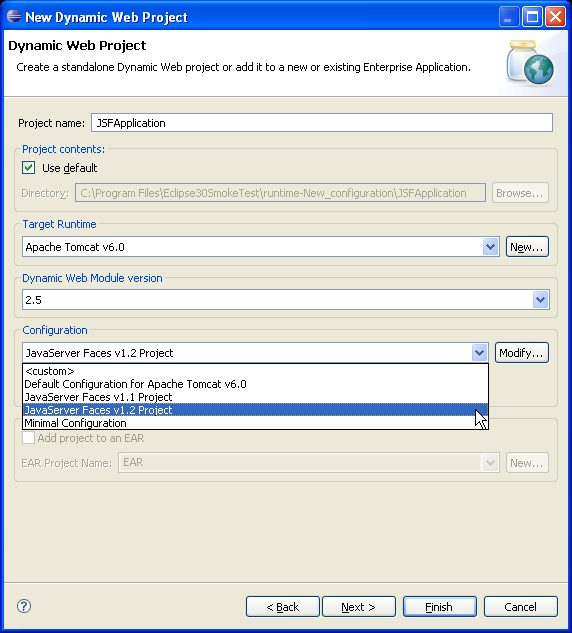 New Dynamic Web Project
Dynamic Web Project
Create a standalone Dynamic Web project or add it to a new or existing Enterprise Application.
Project name: JSFApplication
Project contents:
Use default
Directory: C:\Program Files\Eclipse30SmokeTest\runtime-New_configuration\JSFApplication Browse...
Target Runtime
Apache Tomcat v6.0 New...
Dynamic Web Module version
2.5
Configuration
JavaServer Faces v1.2 Project Modify...
<custom>
Default Configuration for Apache Tomcat v6.0
JavaServer Faces v1.1 Project
JavaServer Faces v1.2 Project
Minimal Configuration
Add project to an EAR
EAR Project Name: EAR New...
? < Back Next > Finish Cancel